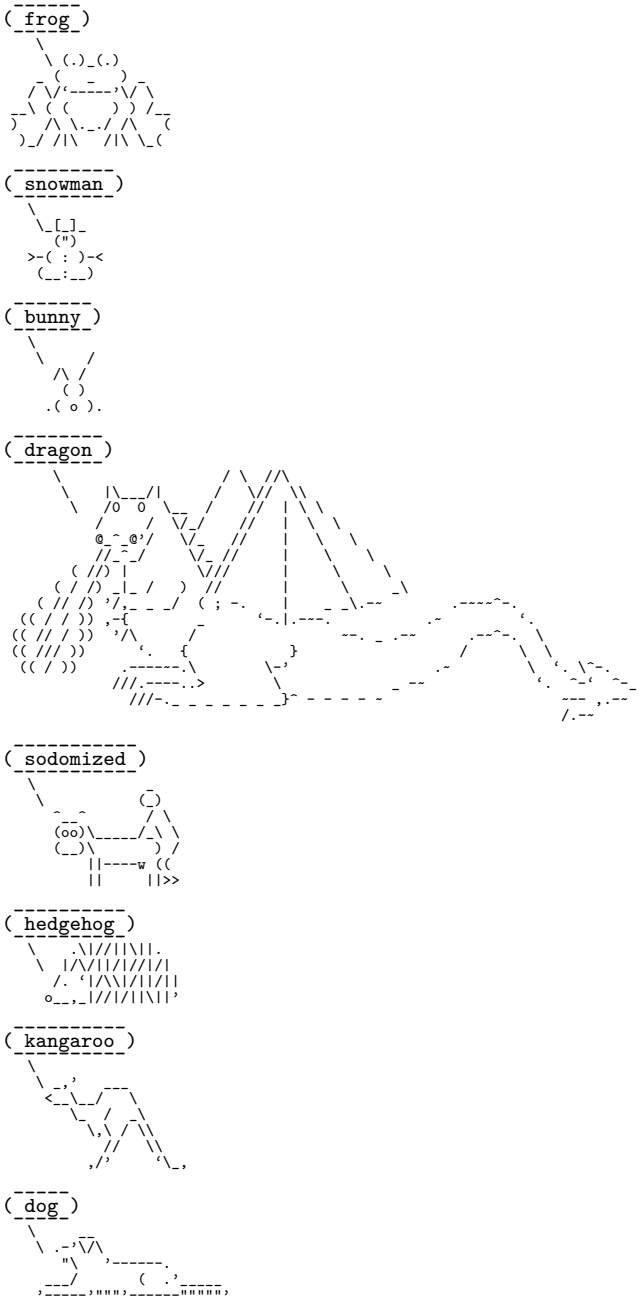 ( frog )
( snowman )
( bunny )
( dragon )
( sodomized )
( hedgehog )
( kangaroo )
( dog )